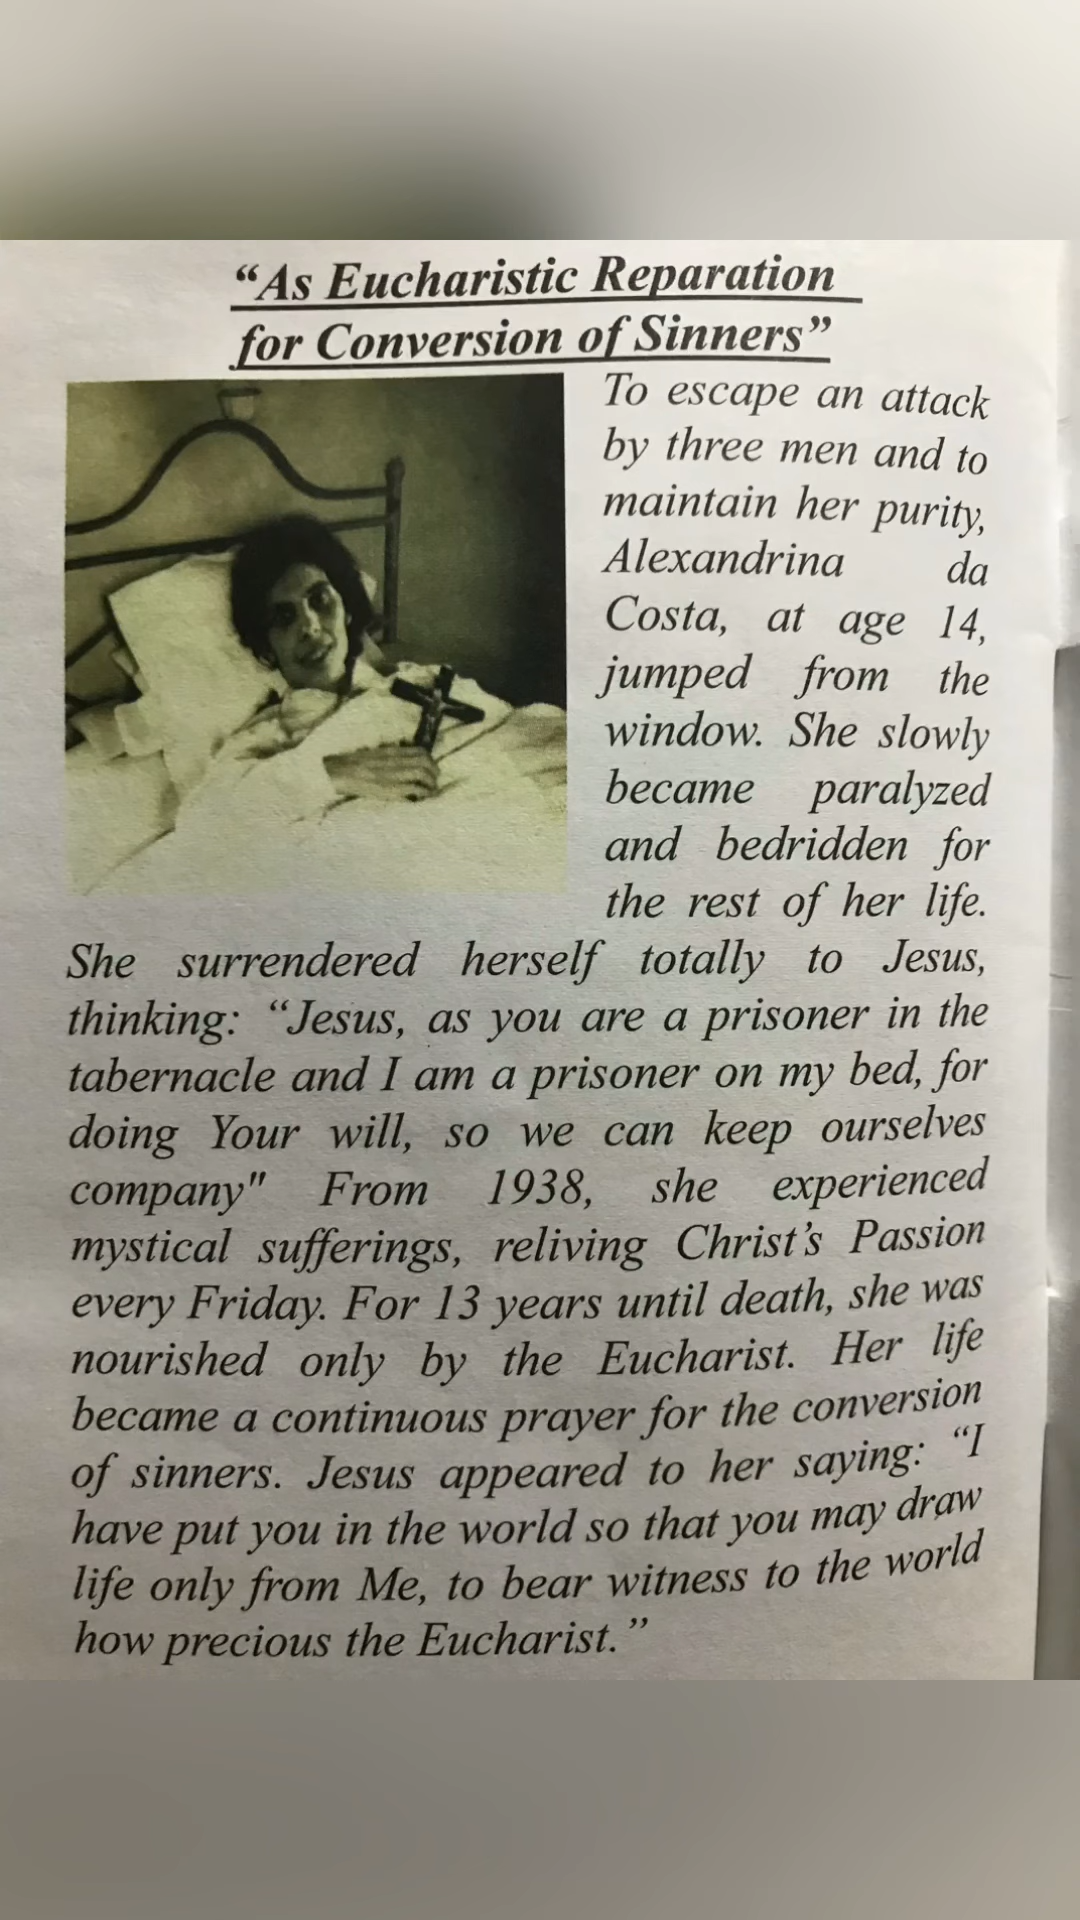 “As Eucharistic Reparation
for Conversion of Sinners”
To escape an attack
by three men and to
maintain her purity,
Alexandrina da
Costa, at age 14,
jumped from the
window. She slowly
became paralyzed
and bedridden for
the rest of her life.
She surrendered herself totally to Jesus,
thinking: “Jesus, as you are a prisoner in the
tabernacle and I am a prisoner on my bed, for
doing Your will, so we can keep ourselves
company" From 1938, she experienced
mystical sufferings, reliving Christ’s Passion
every Friday. For 13 years until death, she was
nourished only by the Eucharist. Her life
became a continuous prayer for the conversion
of sinners. Jesus appeared to her saying: “I
have put you in the world so that you may draw
life only from Me, to bear witness to the world
how precious the Eucharist.”